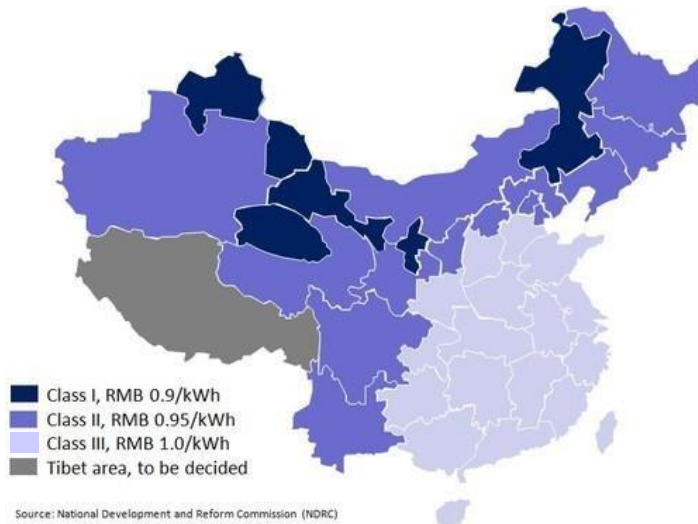 Class I, RMB 0.9/kWh
Class II, RMB 0.95/kWh
Class III, RMB 1.0/kWh
Tibet area, to be decided
Source: National Development and Reform Commission (NDRC)